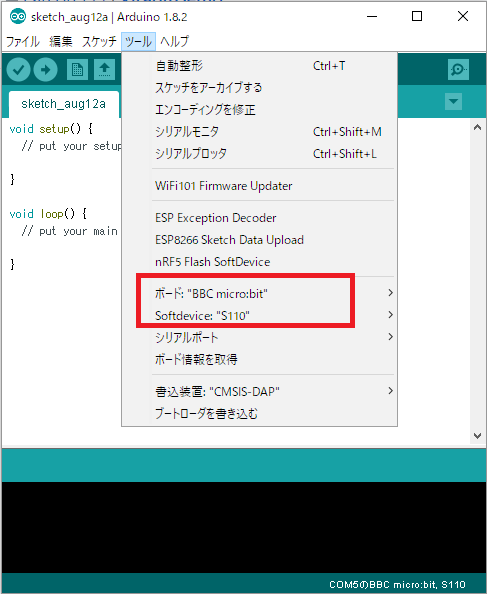 sketch_aug12a | Arduino 1.8.2
ファイル 編集 スケッチ ツール ヘルプ
sketch_aug12a
void setup() {
// put your setup
}
void loop() {
// put your main
}
自動整形 Ctrl+T
スケッチをアーカイブする
エンコーディングを修正
シリアルモニタ Ctrl+Shift+M
シリアルプロッタ Ctrl+Shift+L
WiFi101 Firmware Updater
ESP Exception Decoder
ESP8266 Sketch Data Upload
nRF5 Flash SoftDevice
ボード: "BBC micro:bit"
Softdevice: "S110"
シリアルポート
ボード情報を取得
書込装置: "CMSIS-DAP"
ブートローダを書き込む
COM5のBBC micro:bit, S110